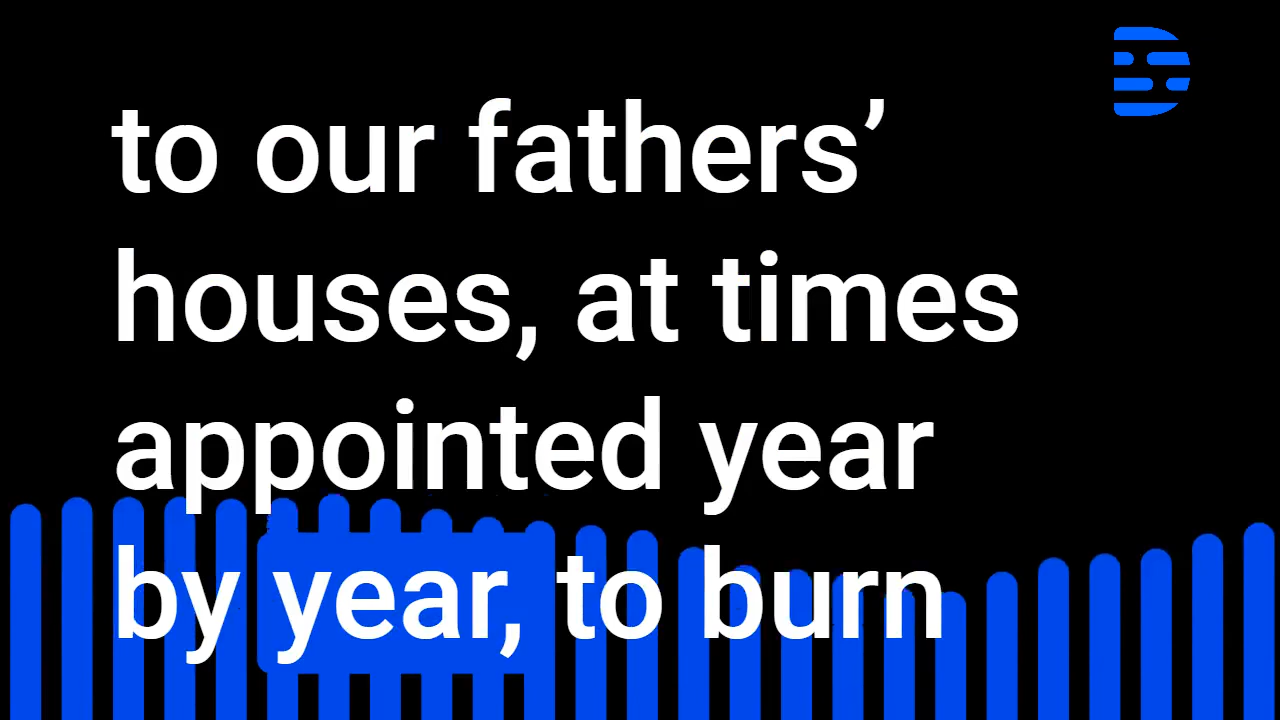 to our fathers’
houses, at times
appointed year
by year, to burn